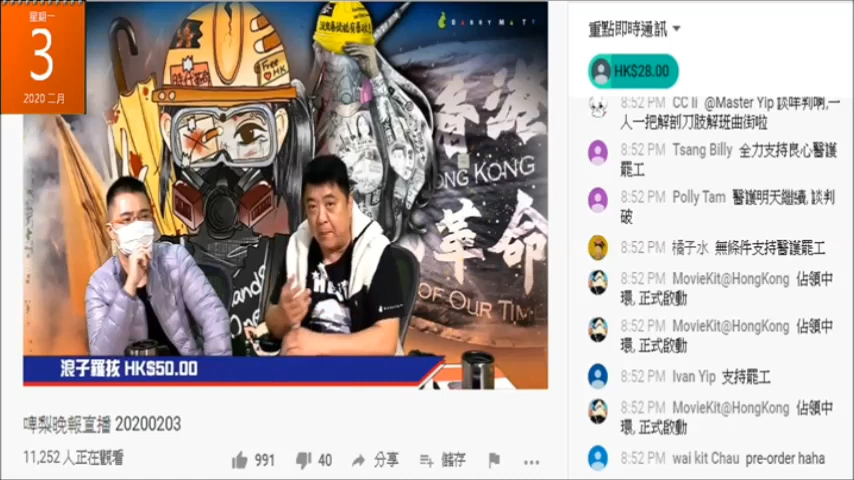 星期一
3
2020 二月
BARRY MA TT
Free
HK
時代革命
香港
HONG KONG
革命
OF OUR TIME
浪子羅孩 HK$50.00
啤梨晚報直播 20200203
11,252 人正在觀看
991
40
分享
儲存
重點即時通訊
HK$28.00
8:52 PM CC li @Master Yip 談咩判啊,一
人一把解剖刀肢解班曲街啦
8:52 PM Tsang Billy 全力支持良心醫護
罷工
8:52 PM Polly Tam 醫護明天繼續, 談判
破
8:52 PM 橘子水 無條件支持醫護罷工
8:52 PM MovieKit@HongKong 佔領中
環, 正式啟動
8:52 PM MovieKit@HongKong 佔領中
環, 正式啟動
8:52 PM Ivan Yip 支持罷工
8:52 PM MovieKit@HongKong 佔領中
環, 正式啟動
8:52 PM wai kit Chau pre-order haha